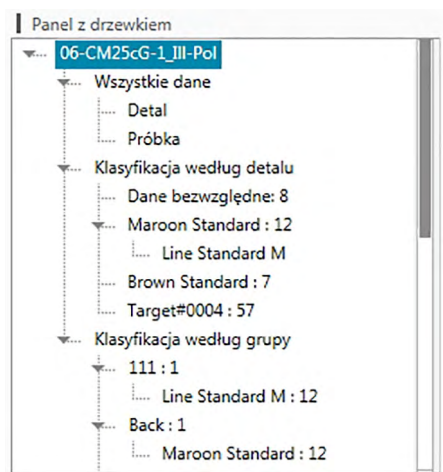 Panel z drzewkiem
06-CM25cG-1_III-Pol
Wszystkie dane
Detal
Próbka
Klasyfikacja według detalu
Dane bezwzględne: 8
Maroon Standard : 12
Line Standard M
Brown Standard : 7
Target#0004 : 57
Klasyfikacja według grupy
111 : 1
Line Standard M : 12
Back : 1
Maroon Standard : 12